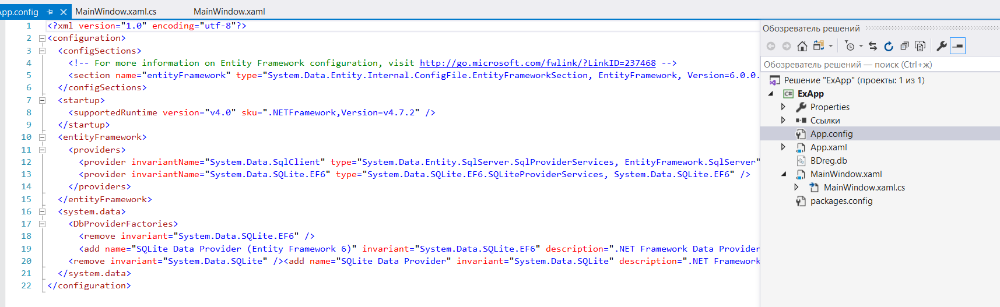 App.config
MainWindow.xaml.cs
MainWindow.xaml
1 <?xml version="1.0" encoding="utf-8"?>
2 <configuration>
3 <configSections>
4 <!-- For more information on Entity Framework configuration, visit http://go.microsoft.com/fwlink/?LinkID=237468 -->
5 <section name="entityFramework" type="System.Data.Entity.Internal.ConfigFile.EntityFrameworkSection, EntityFramework, Version=6.0.0.
6 </configSections>
7 <startup>
8 <supportedRuntime version="v4.0" sku=".NETFramework,Version=v4.7.2" />
9 </startup>
10 <entityFramework>
11 <providers>
12 <provider invariantName="System.Data.SqlClient" type="System.Data.Entity.SqlServer.SqlProviderServices, EntityFramework.SqlServer"
13 <provider invariantName="System.Data.SQLite.EF6" type="System.Data.SQLite.EF6.SQLiteProviderServices, System.Data.SQLite.EF6" />
14 </providers>
15 </entityFramework>
16 <system.data>
17 <DbProviderFactories>
18 <remove invariant="System.Data.SQLite.EF6" />
19 <add name="SQLite Data Provider (Entity Framework 6)" invariant="System.Data.SQLite.EF6" description=".NET Framework Data Provider
20 <remove invariant="System.Data.SQLite" /><add name="SQLite Data Provider" invariant="System.Data.SQLite" description=".NET Framework
21 </system.data>
22 </configuration>
Обозреватель решений
Обозреватель решений — поиск (Ctrl+ж)
Решение "ExApp" (проекты: 1 из 1)
C# ExApp
Properties
Ссылки
App.config
App.xaml
BDreg.db
MainWindow.xaml
MainWindow.xaml.cs
packages.config